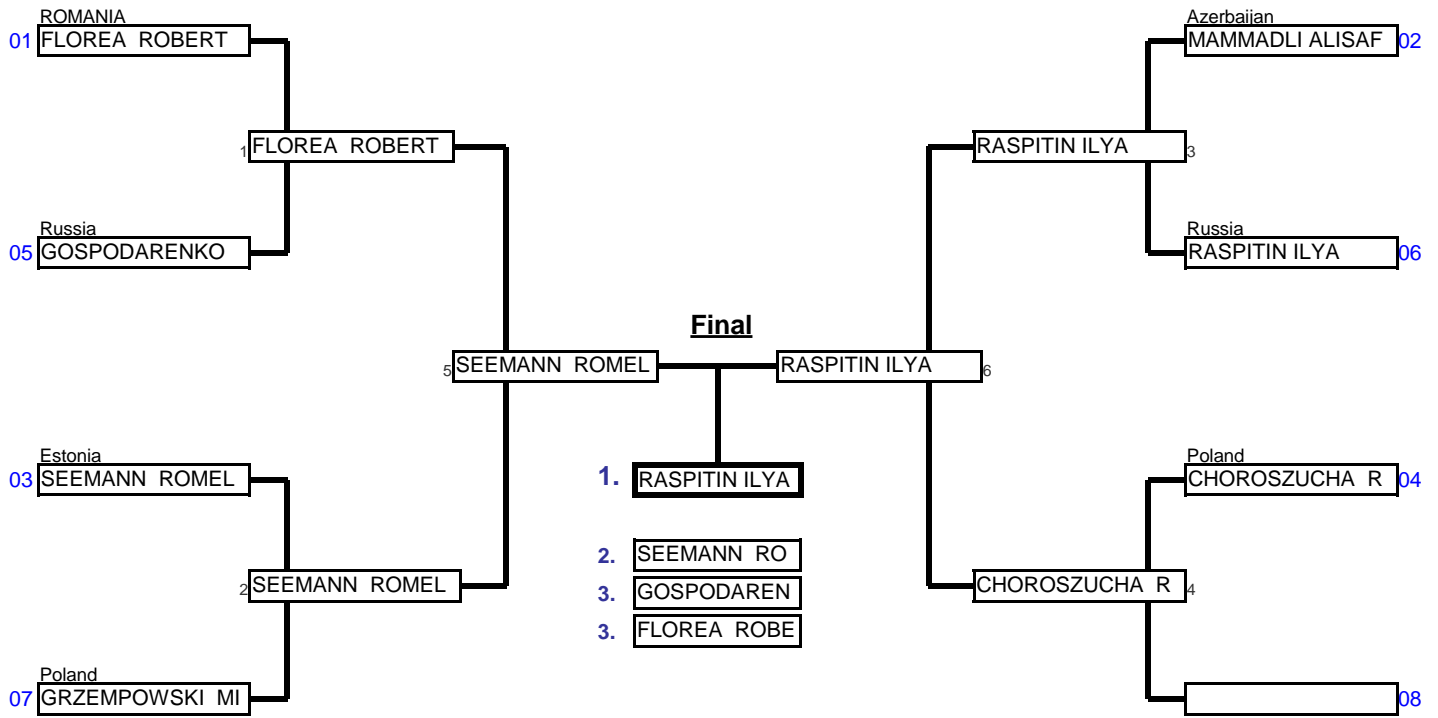 ROMANIA
01 FLOREA ROBERT
Azerbaijan
MAMMADLI ALISAF 02
1 FLOREA ROBERT
RASPITIN ILYA 3
Russia
05 GOSPODARENKO
Russia
RASPITIN ILYA 06
Final
5 SEEMANN ROMEL
RASPITIN ILYA 6
Estonia
03 SEEMANN ROMEL
1. RASPITIN ILYA
Poland
CHOROSZUCHA R 04
2. SEEMANN RO
2 SEEMANN ROMEL
3. GOSPODAREN
CHOROSZUCHA R 4
3. FLOREA ROBE
Poland
07 GRZEMPOWSKI MI
08